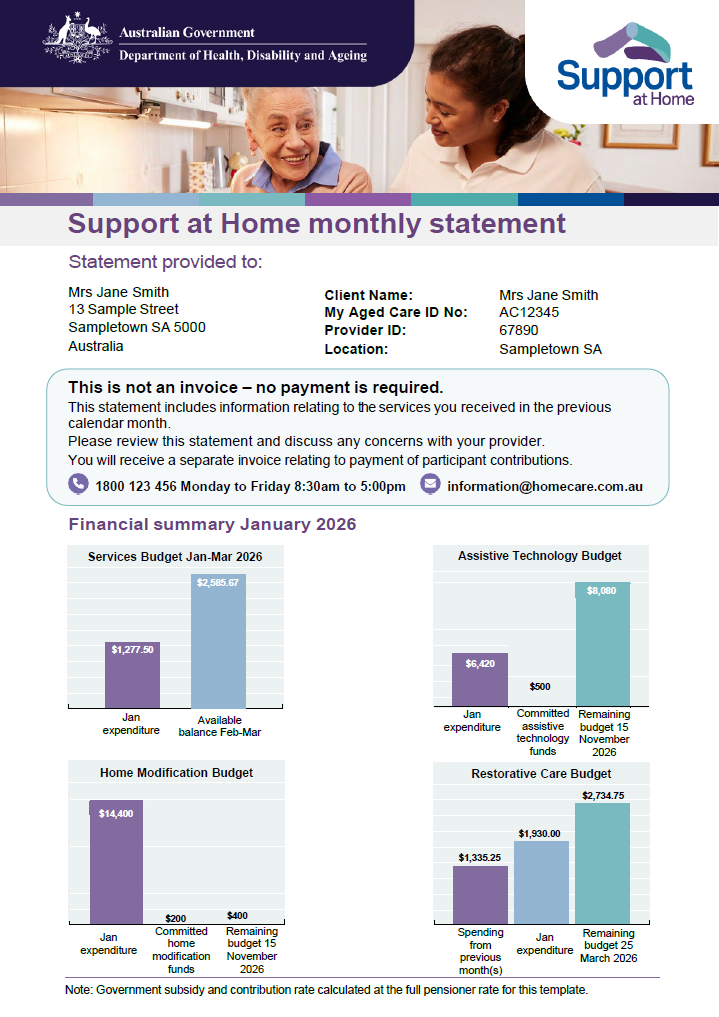 Australian Government
Department of Health, Disability and Ageing
Support
at Home
Support at Home monthly statement
Statement provided to:
Mrs Jane Smith
13 Sample Street
Sampletown SA 5000
Australia
Client Name: Mrs Jane Smith
My Aged Care ID No: AC12345
Provider ID: 67890
Location: Sampletown SA
This is not an invoice – no payment is required.
This statement includes information relating to the services you received in the previous
calendar month.
Please review this statement and discuss any concerns with your provider.
You will receive a separate invoice relating to payment of participant contributions.
1800 123 456 Monday to Friday 8:30am to 5:00pm information@homecare.com.au
Financial summary January 2026
Services Budget Jan-Mar 2026
$2,585.67
$1,277.50
Jan
expenditure
Available
balance Feb-Mar
Assistive Technology Budget
$8,080
$6,420
$500
Jan
expenditure
Committed
assistive
technology
funds
Remaining
budget 15
November
2026
Home Modification Budget
$14,400
$200
$400
Jan
expenditure
Committed
home
modification
funds
Remaining
budget 15
November
2026
Restorative Care Budget
$2,734.75
$1,930.00
$1,335.25
Spending
from
previous
month(s)
Jan
expenditure
Remaining
budget 25
March 2026
Note: Government subsidy and contribution rate calculated at the full pensioner rate for this template.